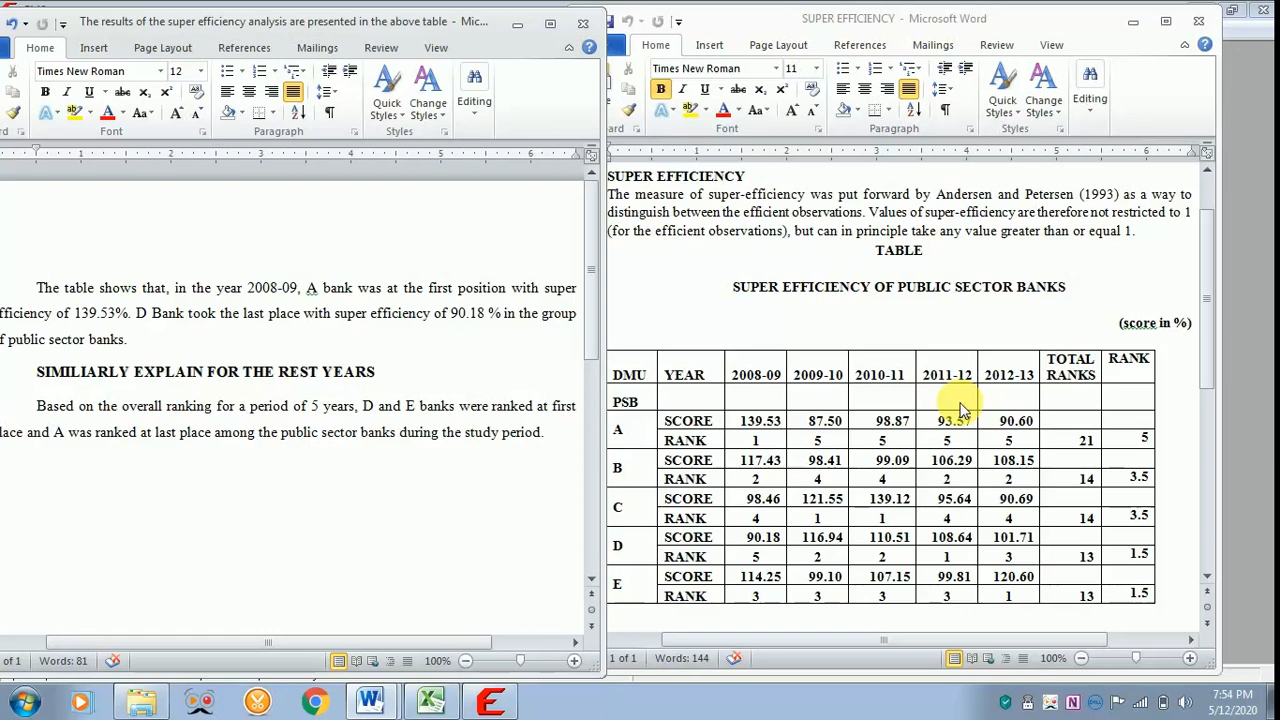 The results of the super efficiency analysis are presented in the above table - Mic...
Home Insert Page Layout References Mailings Review View
Times New Roman 12
Quick Styles Change Styles Editing
Font Paragraph Styles
The table shows that, in the year 2008-09, A bank was at the first position with super
fficiency of 139.53%. D Bank took the last place with super efficiency of 90.18 % in the group
f public sector banks.
SIMILIARLY EXPLAIN FOR THE REST YEARS
Based on the overall ranking for a period of 5 years, D and E banks were ranked at first
lace and A was ranked at last place among the public sector banks during the study period.
of 1 Words: 81 100%
SUPER EFFICIENCY - Microsoft Word
Home Insert Page Layout References Mailings Review View
Times New Roman 11
Quick Styles Change Styles Editing
Font Paragraph Styles
SUPER EFFICIENCY
The measure of super-efficiency was put forward by Andersen and Petersen (1993) as a way to
distinguish between the efficient observations. Values of super-efficiency are therefore not restricted to 1
(for the efficient observations), but can in principle take any value greater than or equal 1.
TABLE
SUPER EFFICIENCY OF PUBLIC SECTOR BANKS
(score in %)
DMU YEAR 2008-09 2009-10 2010-11 2011-12 2012-13 TOTAL RANKS RANK
PSB
A SCORE 139.53 87.50 98.87 93.57 90.60
RANK 1 5 5 5 5 21 5
B SCORE 117.43 98.41 99.09 106.29 108.15
RANK 2 4 4 2 2 14 3.5
C SCORE 98.46 121.55 139.12 95.64 90.69
RANK 4 1 1 4 4 14 3.5
D SCORE 90.18 116.94 110.51 108.64 101.71
RANK 5 2 2 1 3 13 1.5
E SCORE 114.25 99.10 107.15 99.81 120.60
RANK 3 3 3 3 1 13 1.5
1 of 1 Words: 144 100%
7:54 PM
5/12/2020